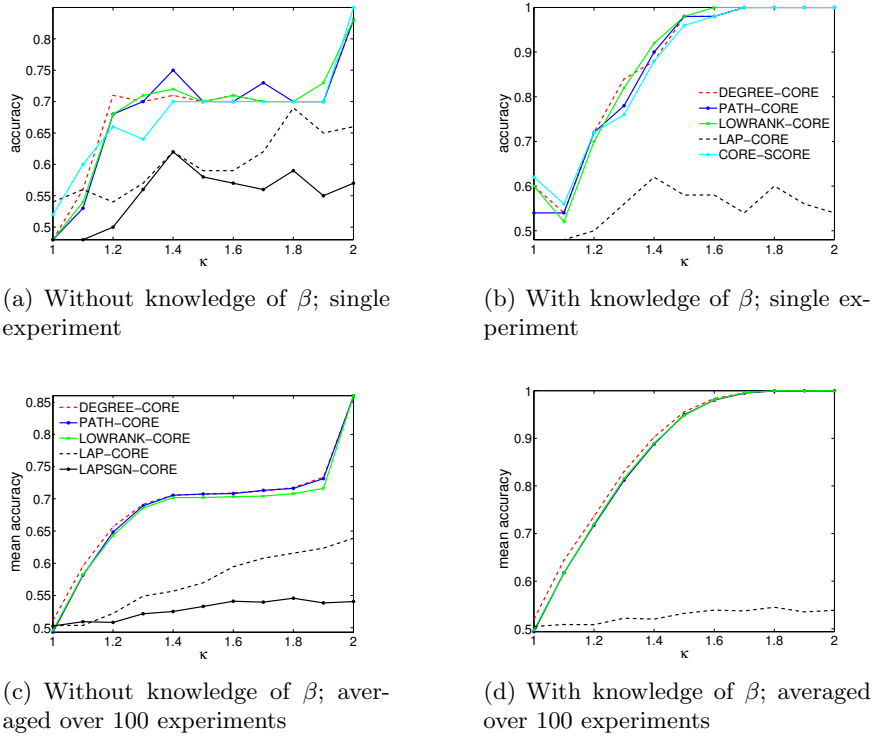 0.85
0.8
0.75
0.7
0.65
0.6
0.55
0.5
accuracy
1 1.2 1.4 1.6 1.8 2
κ
(a) Without knowledge of β; single
experiment
1
0.9
0.8
0.7
0.6
0.5
accuracy
DEGREE−CORE
PATH−CORE
LOWRANK−CORE
LAP−CORE
CORE−SCORE
1 1.2 1.4 1.6 1.8 2
κ
(b) With knowledge of β; single ex-
periment
0.85
0.8
0.75
0.7
0.65
0.6
0.55
0.5
mean accuracy
DEGREE−CORE
PATH−CORE
LOWRANK−CORE
LAP−CORE
LAPSGN−CORE
1 1.2 1.4 1.6 1.8 2
κ
(c) Without knowledge of β; aver-
aged over 100 experiments
1
0.9
0.8
0.7
0.6
0.5
mean accuracy
1 1.2 1.4 1.6 1.8 2
κ
(d) With knowledge of β; averaged
over 100 experiments